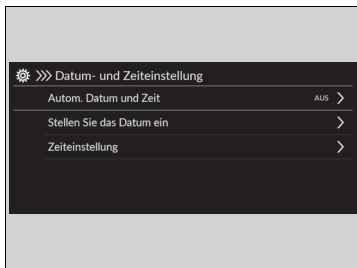 Datum- und Zeiteinstellung
Autom. Datum und Zeit AUS
Stellen Sie das Datum ein
Zeiteinstellung